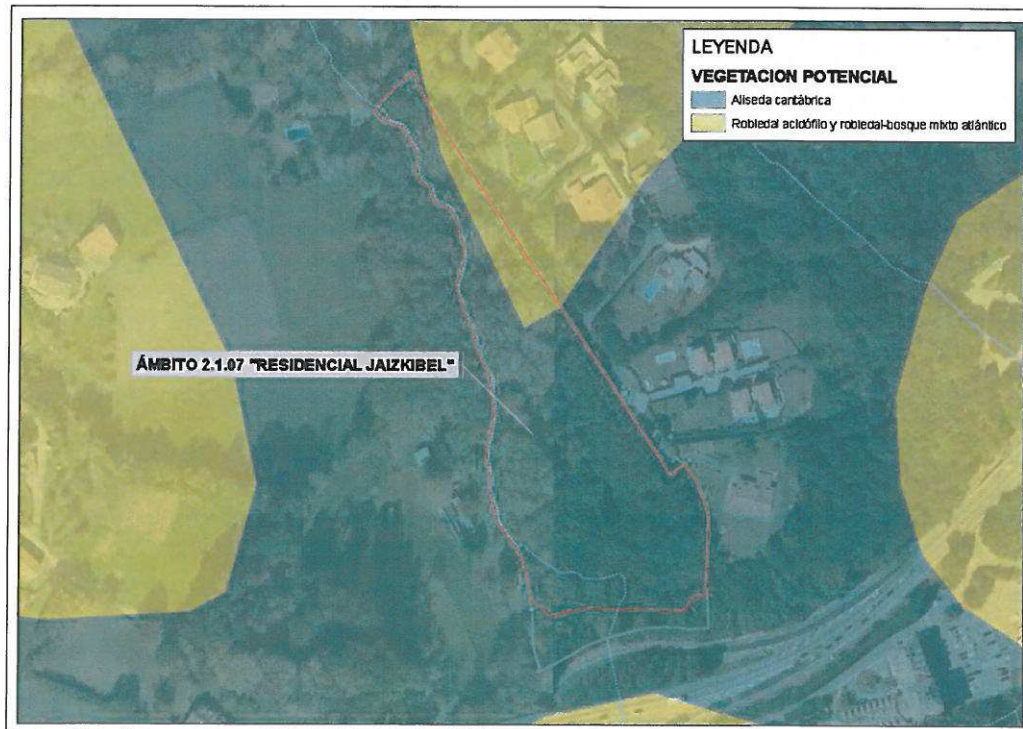 LEYENDA
VEGETACION POTENCIAL
Aliseda cantábrica
Robledal acidófilo y robledal-bosque mixto atlántico
ÁMBITO 2.1.07 "RESIDENCIAL JAIZKIBEL"